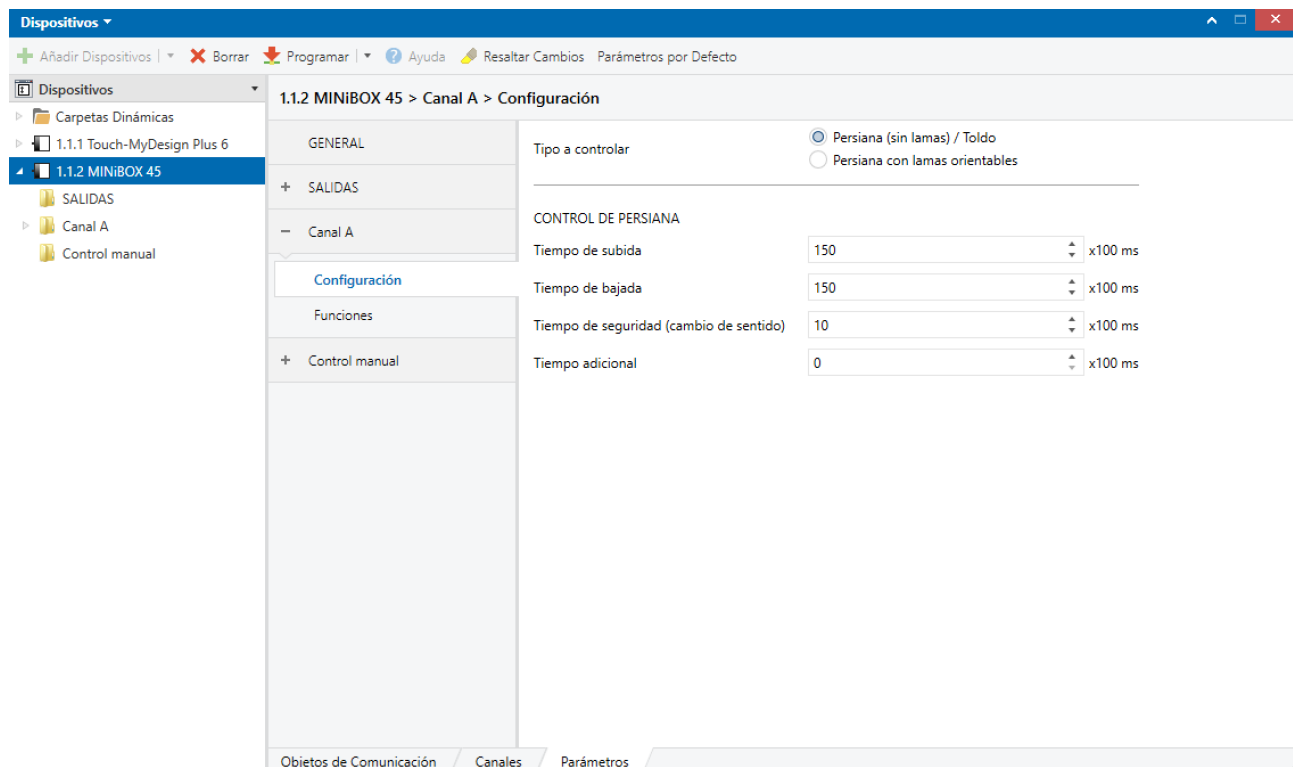 Dispositivos
Añadir Dispositivos Borrar Programar Ayuda Resaltar Cambios Parámetros por Defecto
Dispositivos
Carpetas Dinámicas
1.1.1 Touch-MyDesign Plus 6
1.1.2 MINiBOX 45
SALIDAS
Canal A
Control manual
1.1.2 MINiBOX 45 > Canal A > Configuración
GENERAL
+ SALIDAS
− Canal A
Configuración
Funciones
+ Control manual
Tipo a controlar
Persiana (sin lamas) / Toldo
Persiana con lamas orientables
CONTROL DE PERSIANA
Tiempo de subida 150 x100 ms
Tiempo de bajada 150 x100 ms
Tiempo de seguridad (cambio de sentido) 10 x100 ms
Tiempo adicional 0 x100 ms
Objetos de Comunicación Canales Parámetros